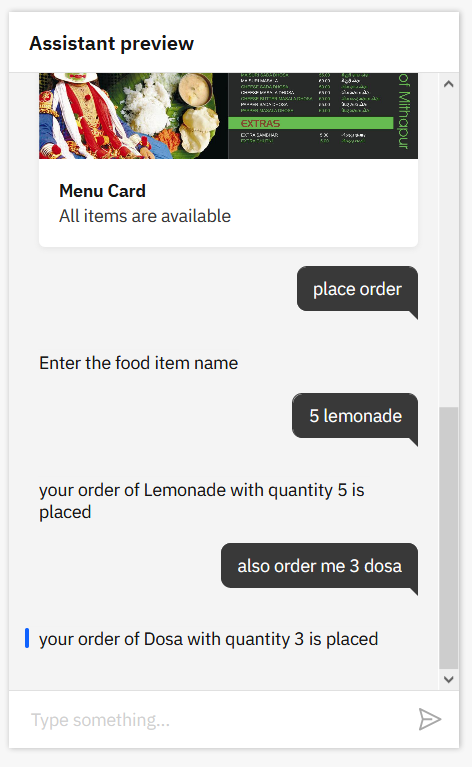 Assistant preview
EXTRAS
EXTRA SAMBHAR
of Mithapur
Menu Card
All items are available
place order
Enter the food item name
5 lemonade
your order of Lemonade with quantity 5 is
placed
also order me 3 dosa
your order of Dosa with quantity 3 is placed
Type something...